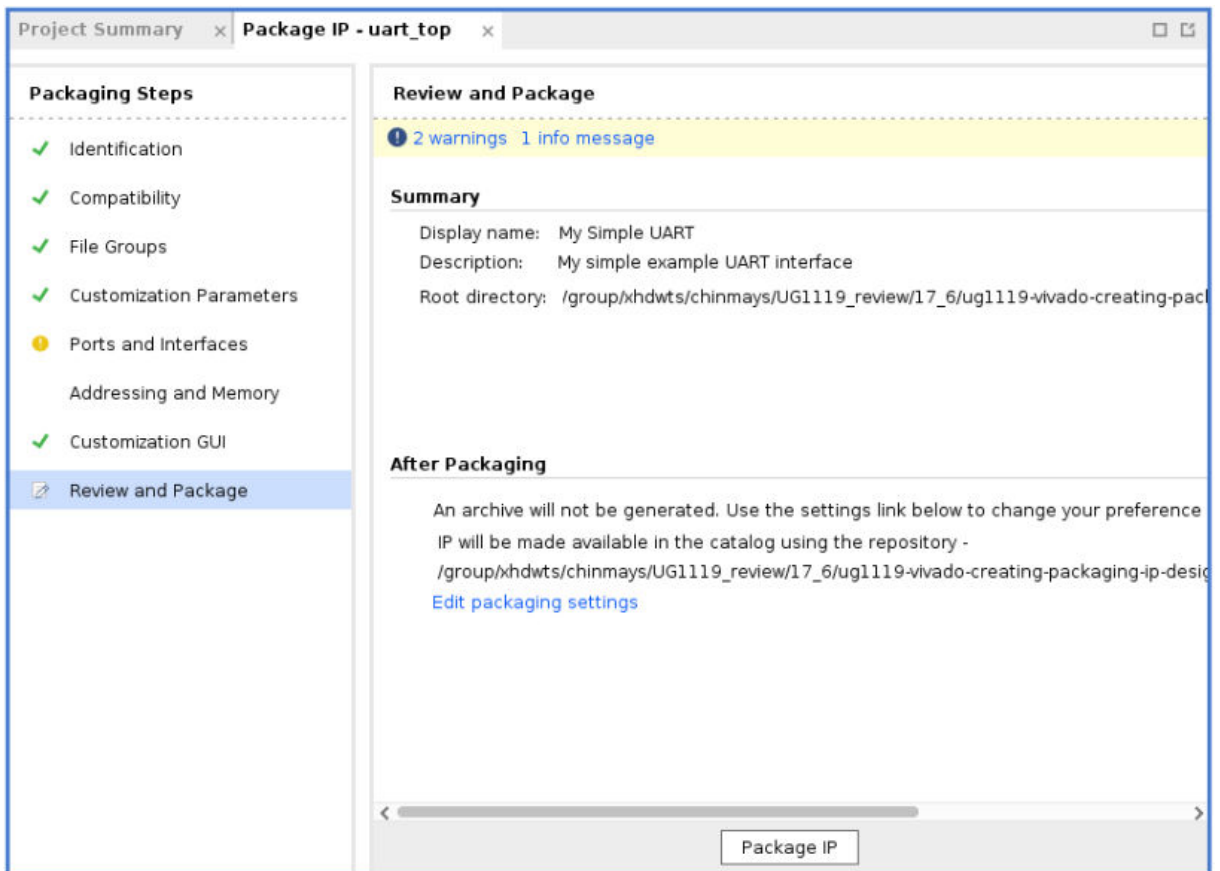 Project Summary × Package IP - uart_top ×
Packaging Steps
Identification
Compatibility
File Groups
Customization Parameters
Ports and Interfaces
Addressing and Memory
Customization GUI
Review and Package
Review and Package
2 warnings 1 info message
Summary
Display name: My Simple UART
Description: My simple example UART interface
Root directory: /group/xhdwts/chinmays/UG1119_review/17_6/ug1119-vivado-creating-pacl
After Packaging
An archive will not be generated. Use the settings link below to change your preference
IP will be made available in the catalog using the repository -
/group/xhdwts/chinmays/UG1119_review/17_6/ug1119-vivado-creating-packaging-ip-desig
Edit packaging settings
Package IP